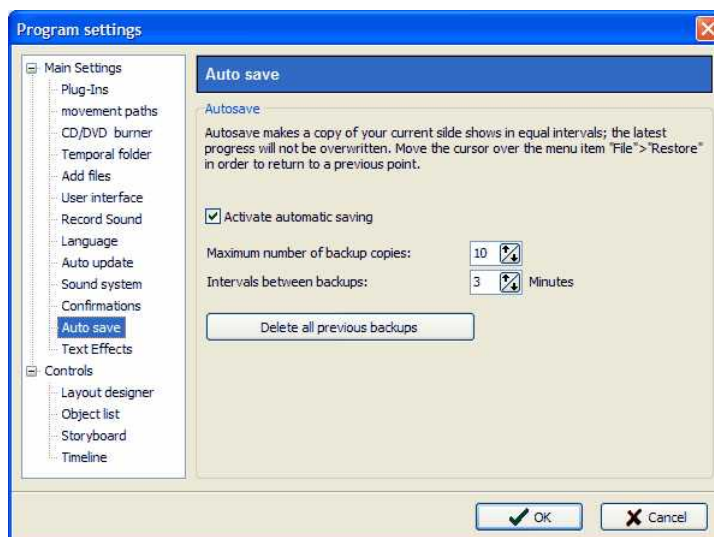 Program settings
Main Settings
Plug-Ins
movement paths
CD/DVD burner
Temporal folder
Add files
User interface
Record Sound
Language
Auto update
Sound system
Confirmations
Auto save
Text Effects
Controls
Layout designer
Object list
Storyboard
Timeline
Auto save
Autosave
Autosave makes a copy of your current silde shows in equal intervals; the latest
progress will not be overwritten. Move the cursor over the menu item "File">"Restore"
in order to return to a previous point.
Activate automatic saving
Maximum number of backup copies: 10
Intervals between backups: 3 Minutes
Delete all previous backups
OK Cancel